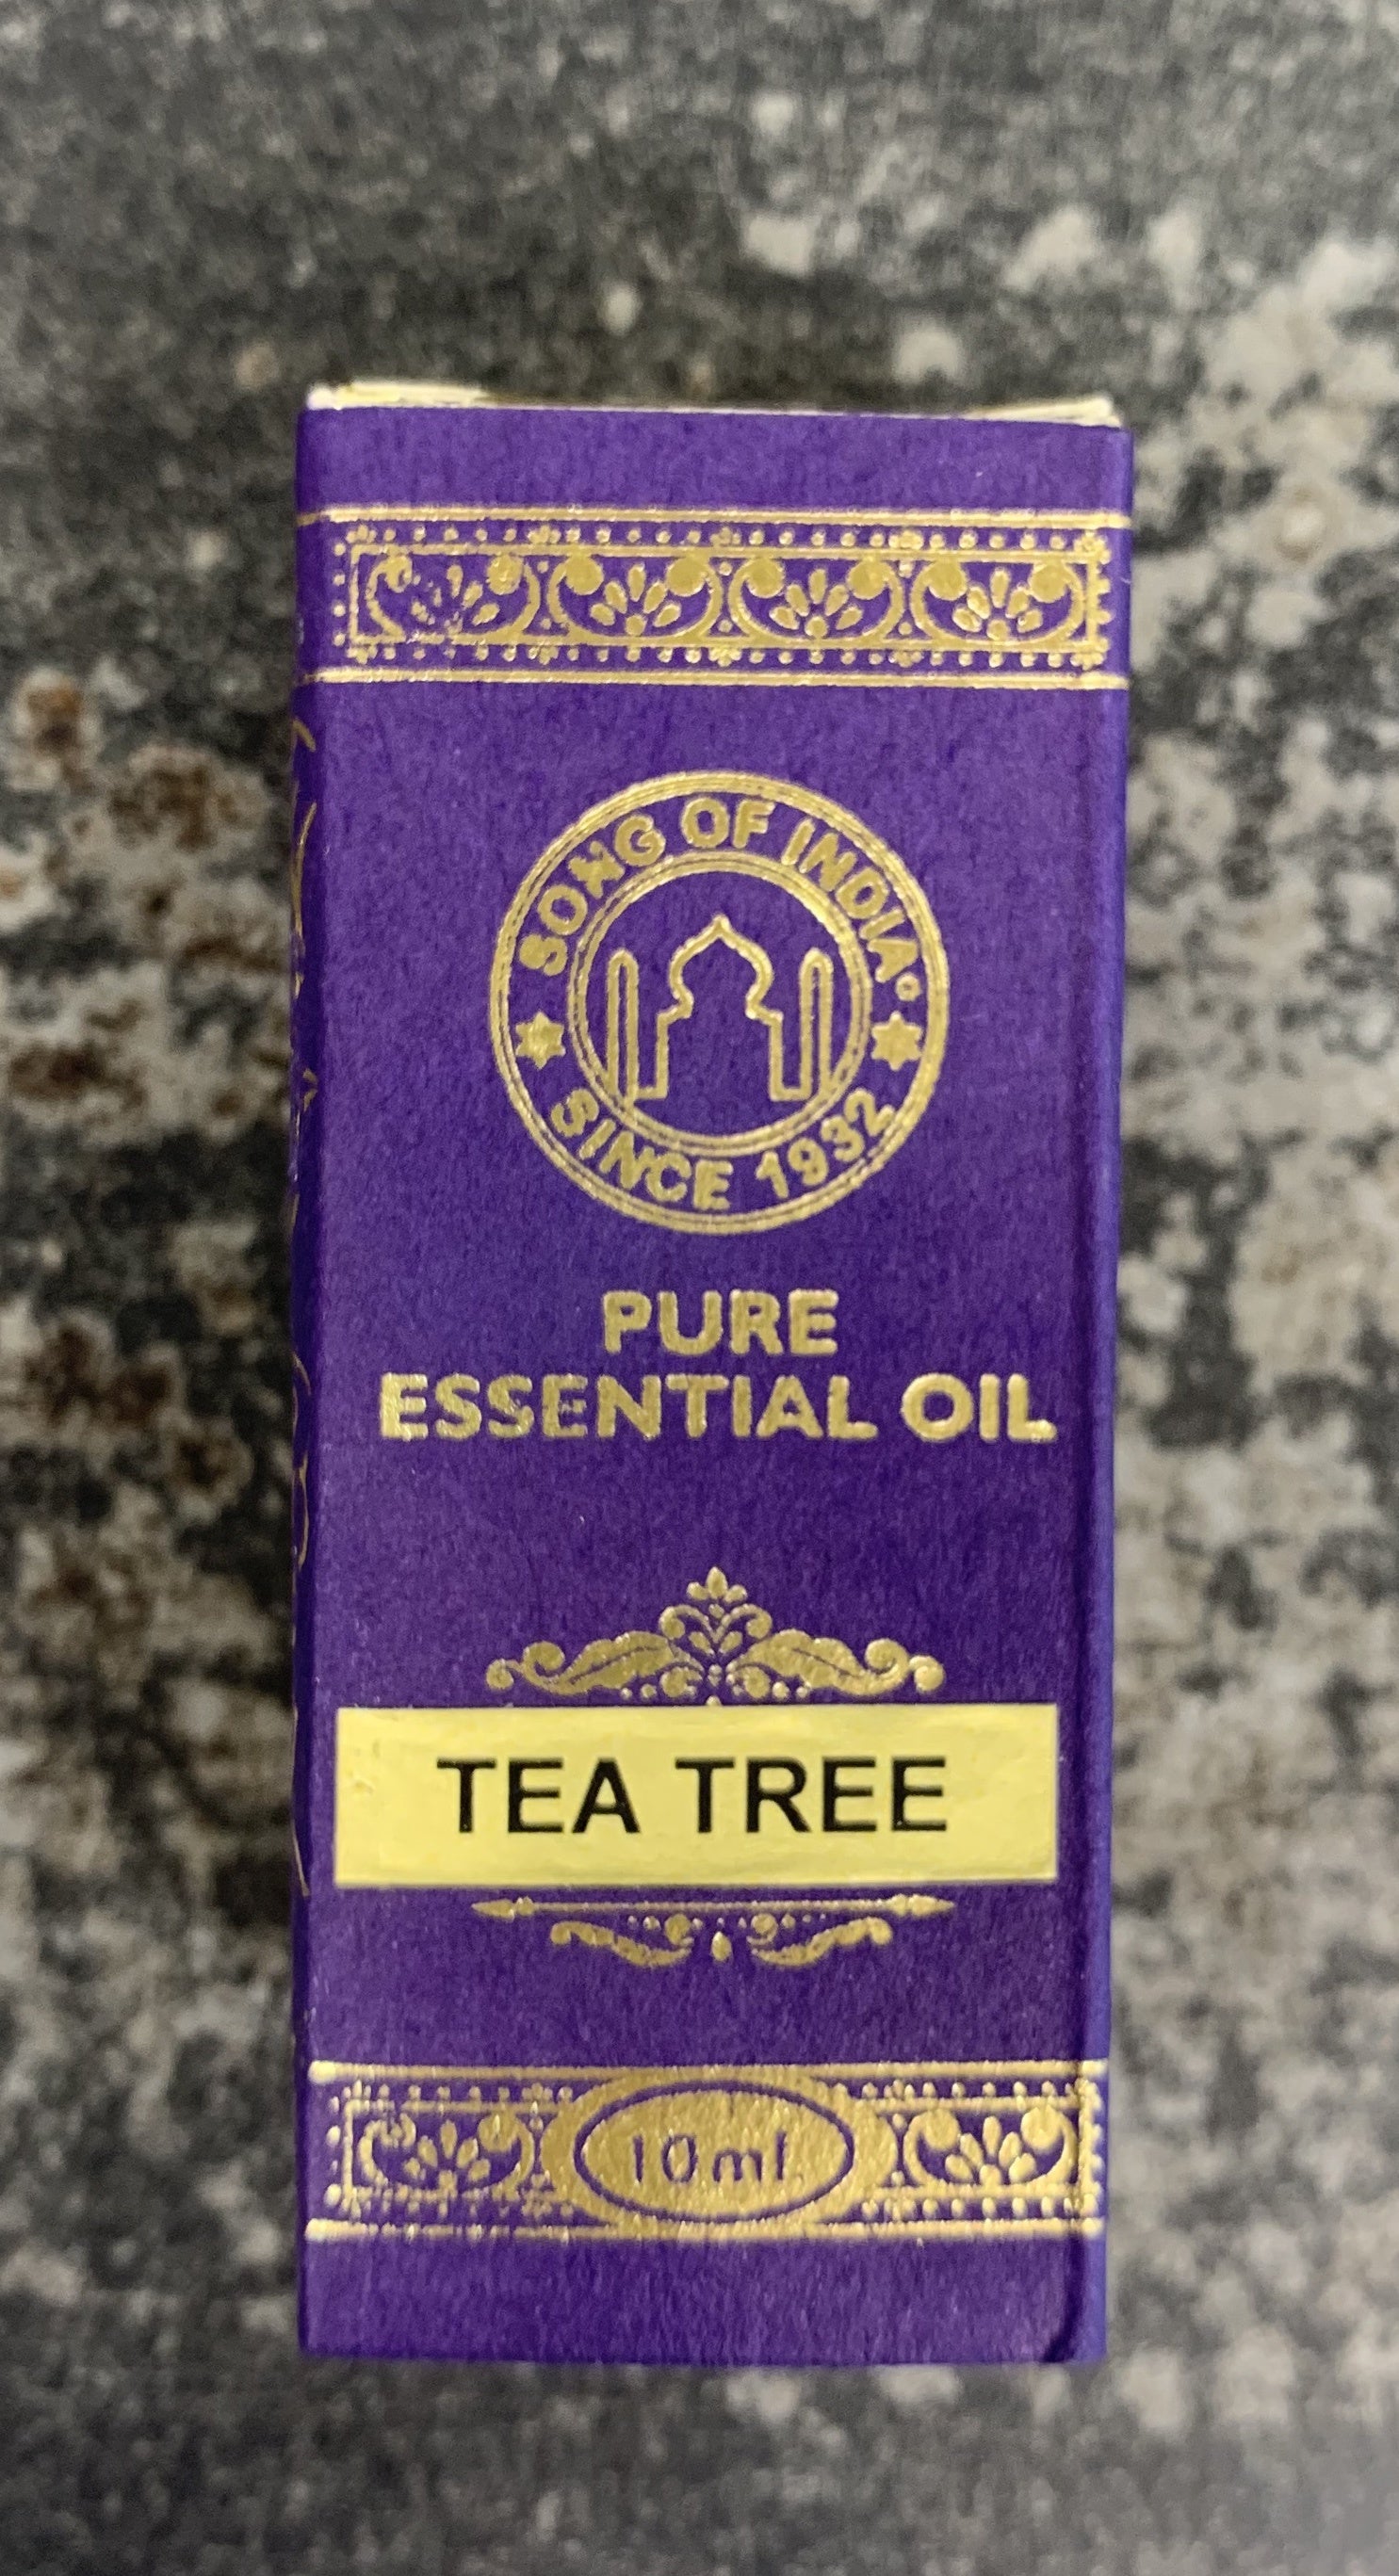 SONG OF INDIA
SINCE 1932
PURE
ESSENTIAL OIL
TEA TREE
10ml.